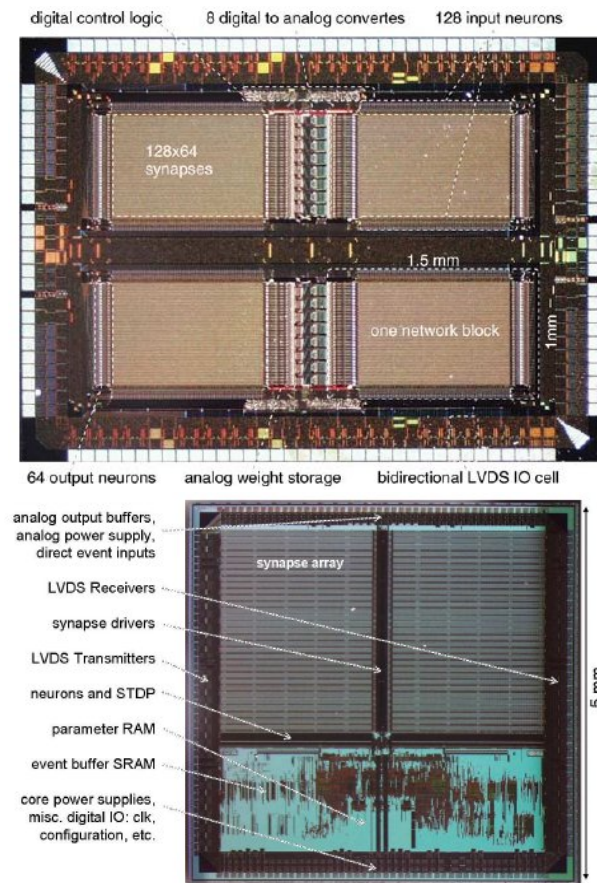 digital control logic
8 digital to analog convertes
128 input neurons
128x64
synapses
1.5 mm
one network block
1mm
64 output neurons
analog weight storage
bidirectional LVDS IO cell
analog output buffers,
analog power supply,
direct event inputs
synapse array
LVDS Receivers
synapse drivers
LVDS Transmitters
neurons and STDP
parameter RAM
event buffer SRAM
core power supplies,
misc. digital IO: clk,
configuration, etc.
5 mm